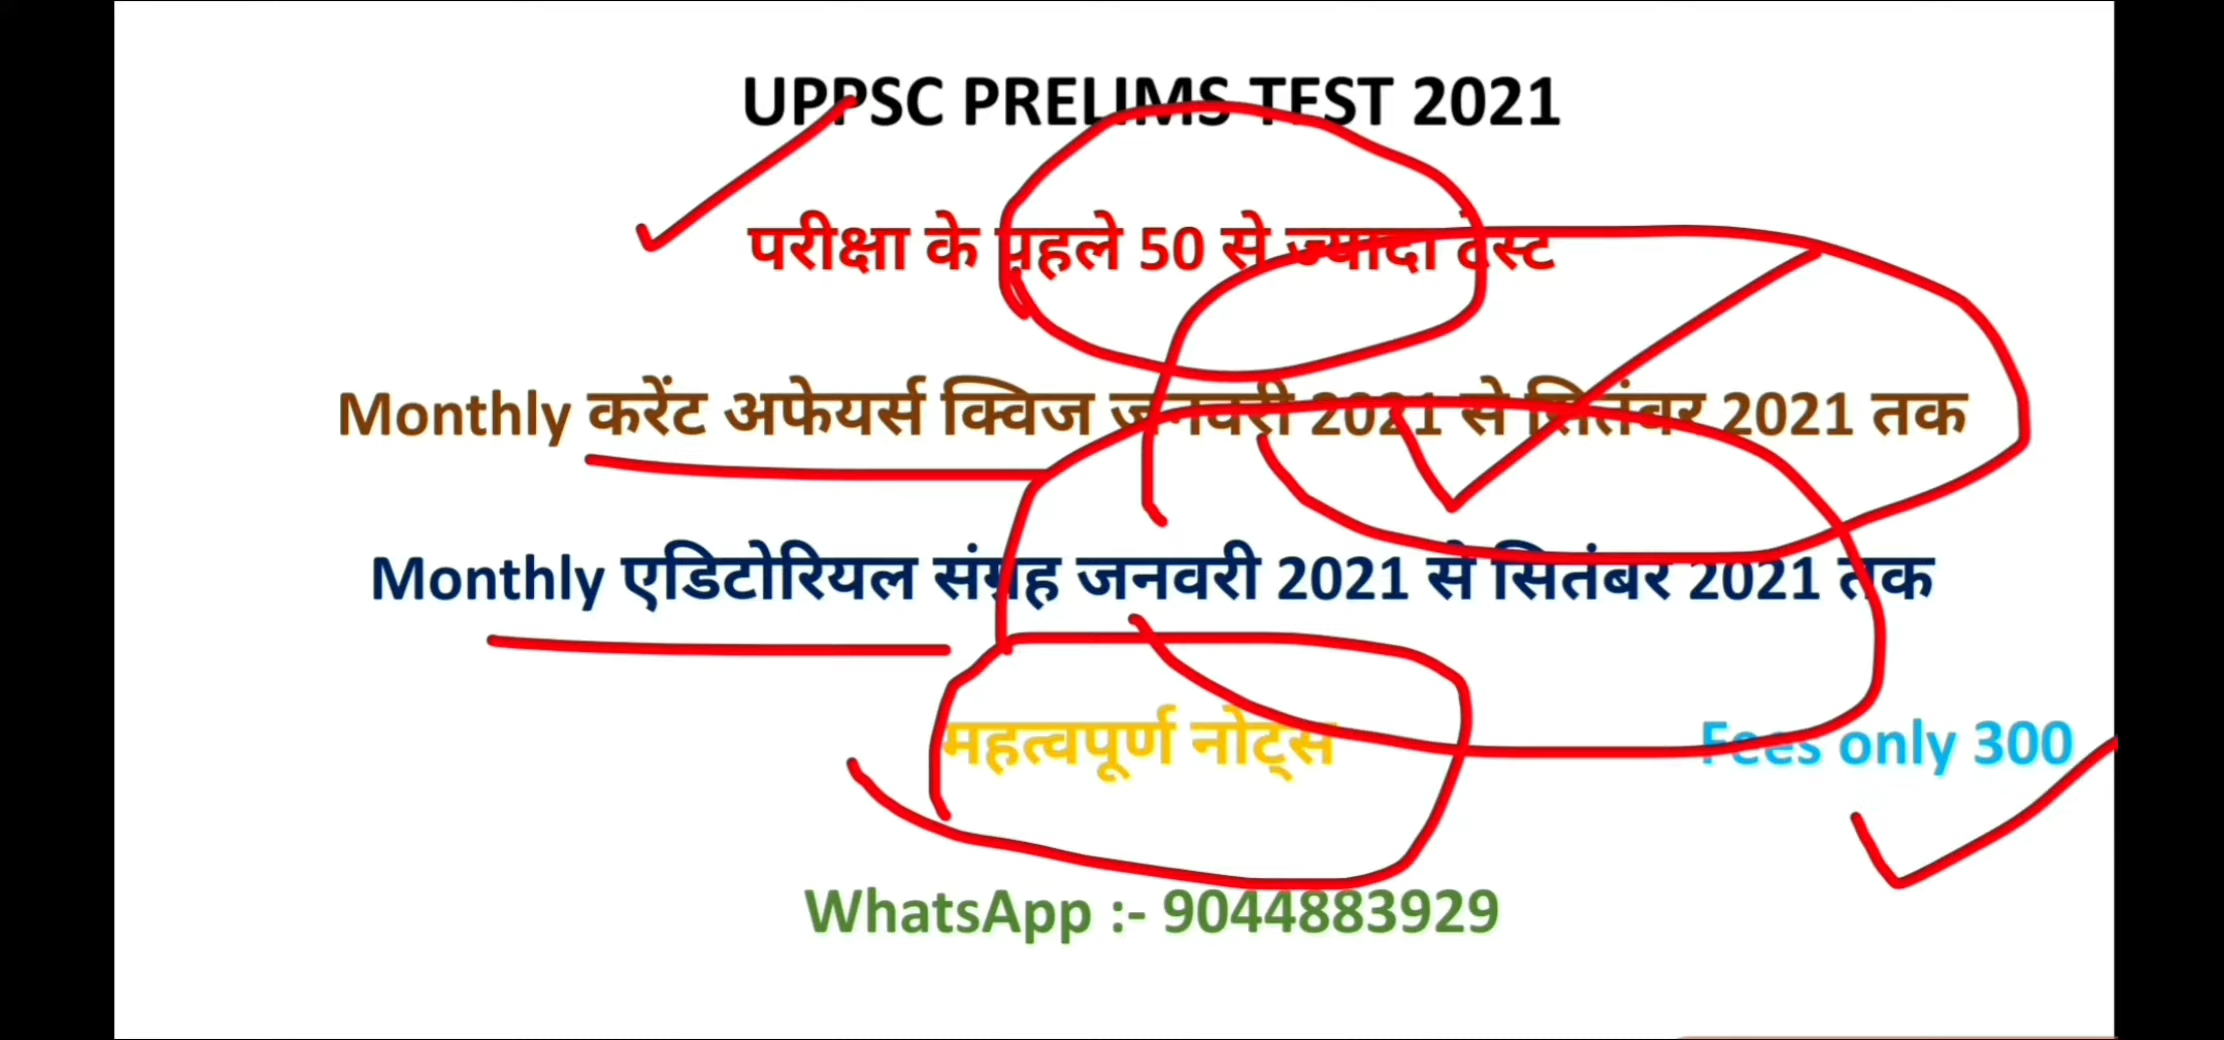 UPPSC PRELIMS TEST 2021
परीक्षा के पहले 50 से ज्यादा टेस्ट
Monthly करेंट अफेयर्स क्विज जनवरी 2021 से सितंबर 2021 तक
Monthly एडिटोरियल संग्रह जनवरी 2021 से सितंबर 2021 तक
महत्वपूर्ण नोट्स Fees only 300
WhatsApp :- 9044883929